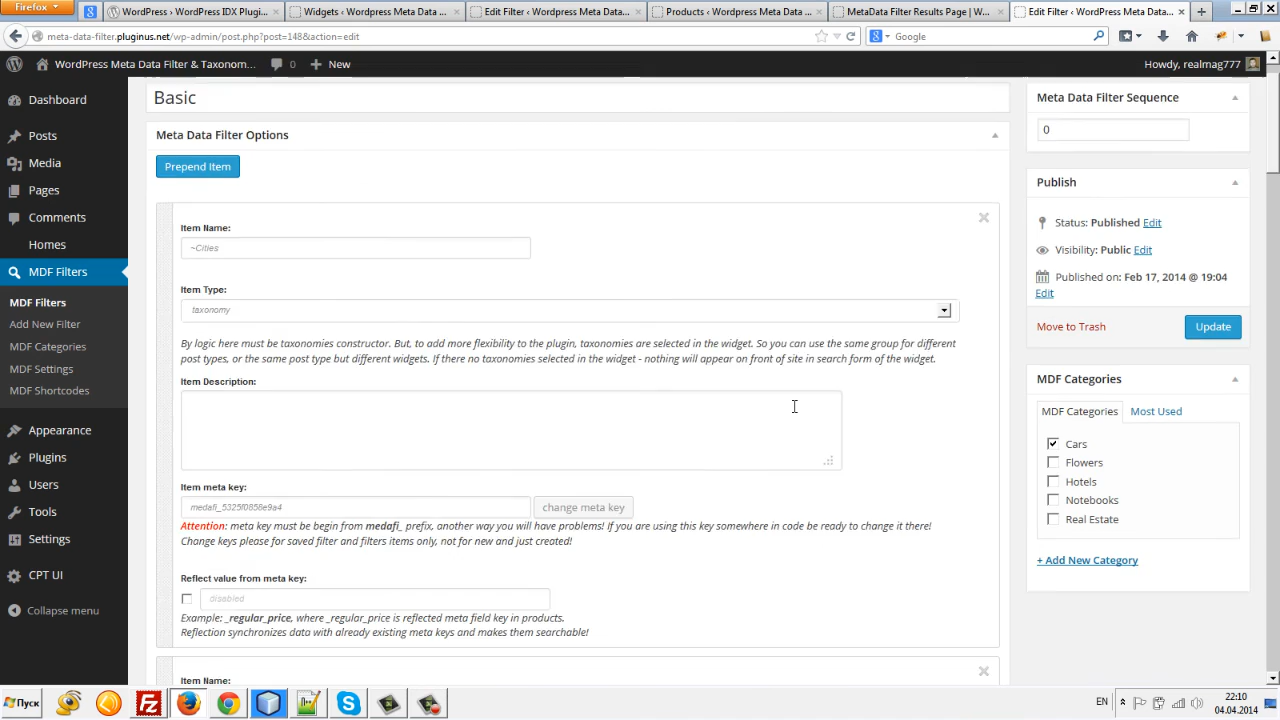 Firefox
WordPress › WordPress IDX Plugi...
Widgets ‹ Wordpress Meta Data ...
Edit Filter ‹ Wordpress Meta Data...
Products ‹ Wordpress Meta Data ...
MetaData Filter Results Page | W...
Edit Filter ‹ WordPress Meta Data...
meta-data-filter.pluginus.net/wp-admin/post.php?post=148&action=edit
Google
WordPress Meta Data Filter & Taxonom...
0
New
Howdy, realmag777
Dashboard
Posts
Media
Pages
Comments
Homes
MDF Filters
MDF Filters
Add New Filter
MDF Categories
MDF Settings
MDF Shortcodes
Appearance
Plugins
Users
Tools
Settings
CPT UI
Collapse menu
Basic
Meta Data Filter Options
Prepend Item
Item Name:
~Cities
Item Type:
taxonomy
By logic here must be taxonomies constructor. But, to add more flexibility to the plugin, taxonomies are selected in the widget. So you can use the same group for different
post types, or the same post type but different widgets. If there no taxonomies selected in the widget - nothing will appear on front of site in search form of the widget.
Item Description:
Item meta key:
medafi_5325f0858e9a4
change meta key
Attention: meta key must be begin from medafi_ prefix, another way you will have problems! If you are using this key somewhere in code be ready to change it there!
Change keys please for saved filter and filters items only, not for new and just created!
Reflect value from meta key:
disabled
Example: _regular_price, where _regular_price is reflected meta field key in products.
Reflection synchronizes data with already existing meta keys and makes them searchable!
Item Name:
Meta Data Filter Sequence
0
Publish
Status: Published Edit
Visibility: Public Edit
Published on: Feb 17, 2014 @ 19:04
Edit
Move to Trash
Update
MDF Categories
MDF Categories
Most Used
Cars
Flowers
Hotels
Notebooks
Real Estate
+ Add New Category
Пуск
EN
22:10
04.04.2014